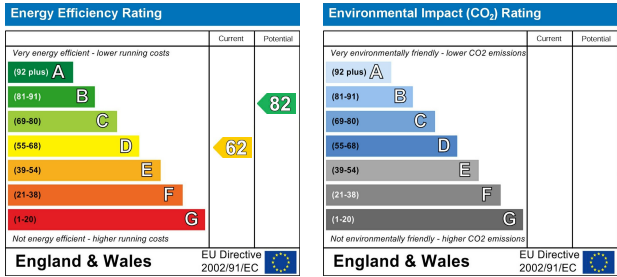 Energy Efficiency Rating
Current Potential
Very energy efficient - lower running costs
(92 plus) A
(81-91) B
82
(69-80) C
(55-68) D
62
(39-54) E
(21-38) F
(1-20) G
Not energy efficient - higher running costs
England & Wales
EU Directive
2002/91/EC
Environmental Impact (CO2) Rating
Current Potential
Very environmentally friendly - lower CO2 emissions
(92 plus) A
(81-91) B
(69-80) C
(55-68) D
(39-54) E
(21-38) F
(1-20) G
Not environmentally friendly - higher CO2 emissions
England & Wales
EU Directive
2002/91/EC